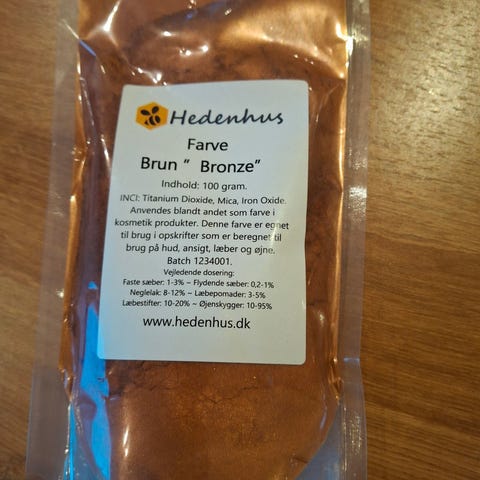 Hedenhus
Farve
Brun “ Bronze”
Indhold: 100 gram.
INCI: Titanium Dioxide, Mica, Iron Oxide.
Anvendes blandt andet som farve i
kosmetik produkter. Denne farve er egnet
til brug i opskrifter som er beregnet til
brug på hud, ansigt, læber og øjne.
Batch 1234001.
Vejledende dosering:
Faste sæber: 1-3% ~ Flydende sæber: 0,2-1%
Neglelak: 8-12% ~ Læbepomader: 3-5%
Læbestifter: 10-20% ~ Øjenskygger: 10-95%
www.hedenhus.dk